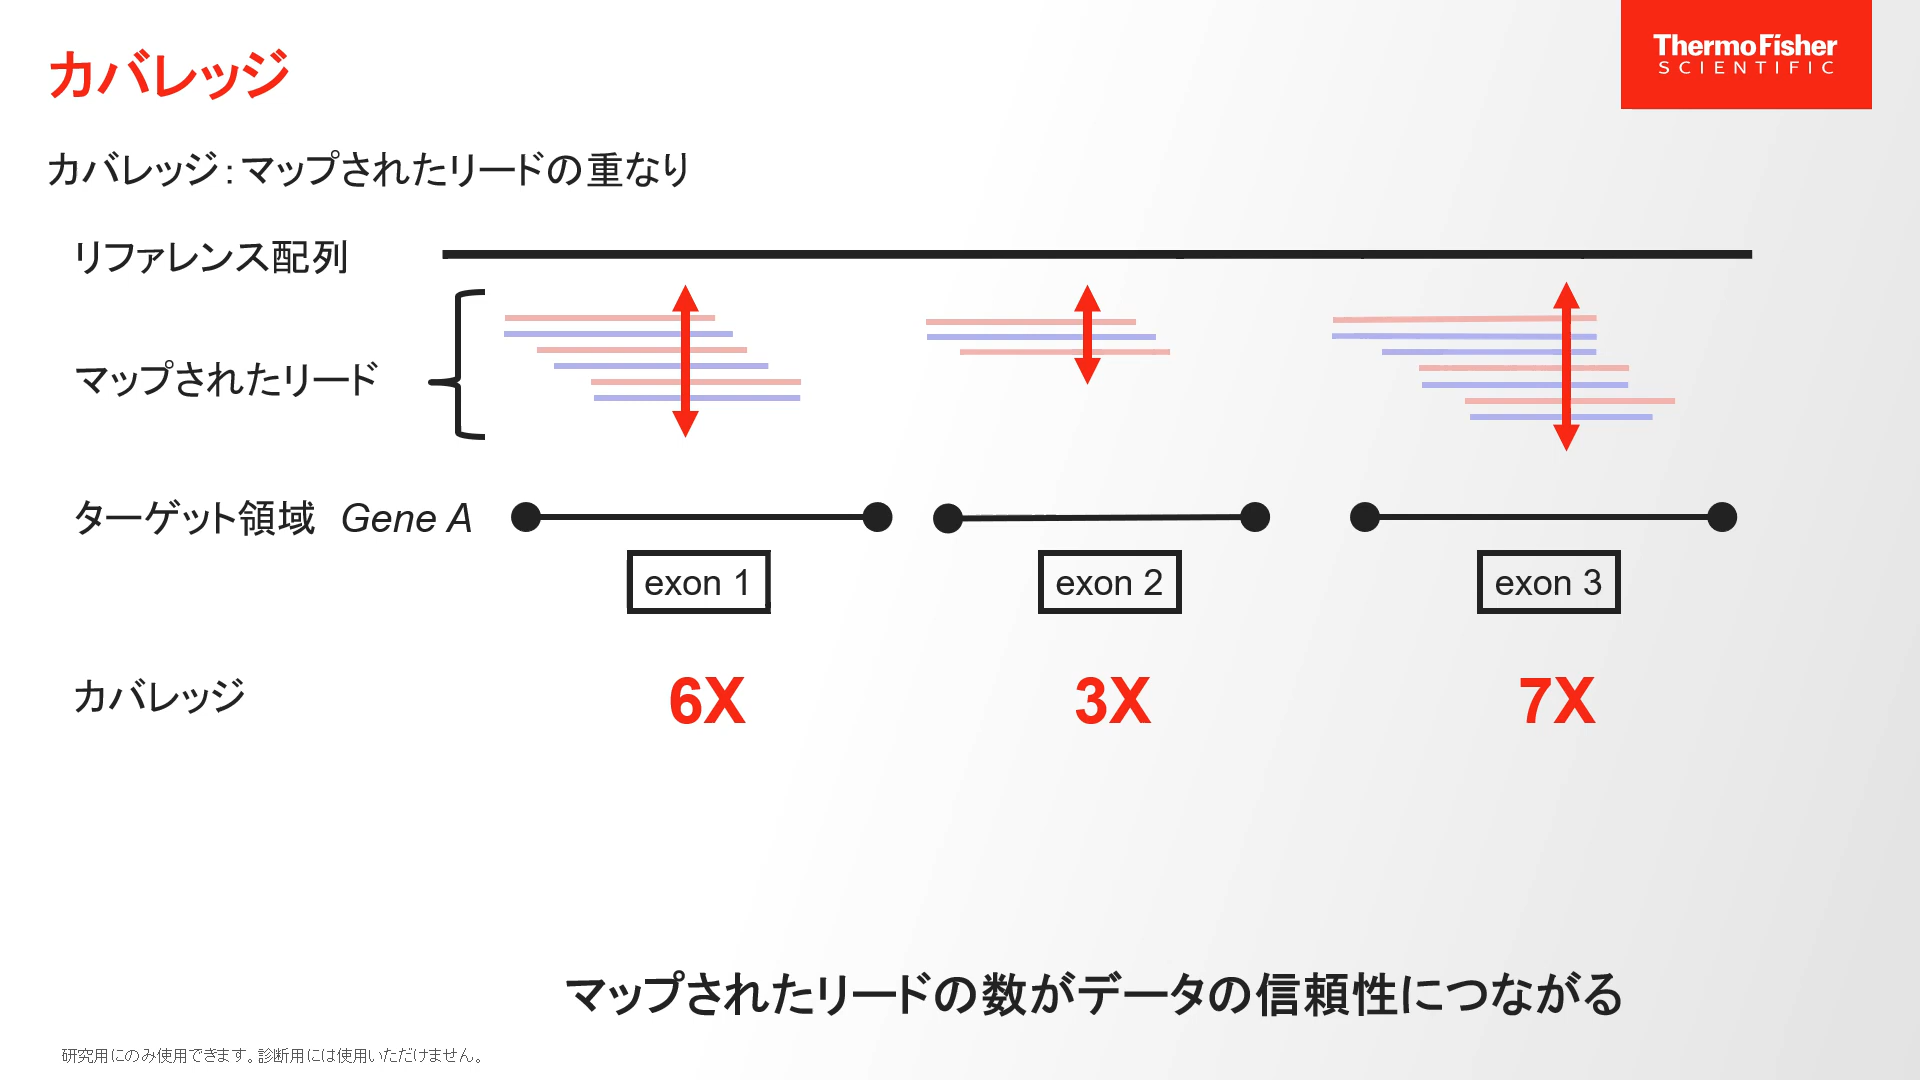 カバレッジ
ThermoFisher
SCIENTIFIC
カバレッジ：マップされたリードの重なり
リファレンス配列
マップされたリード
ターゲット領域 Gene A
exon 1 exon 2 exon 3
カバレッジ 6X 3X 7X
マップされたリードの数がデータの信頼性につながる
研究用にのみ使用できます。診断用には使用いただけません。